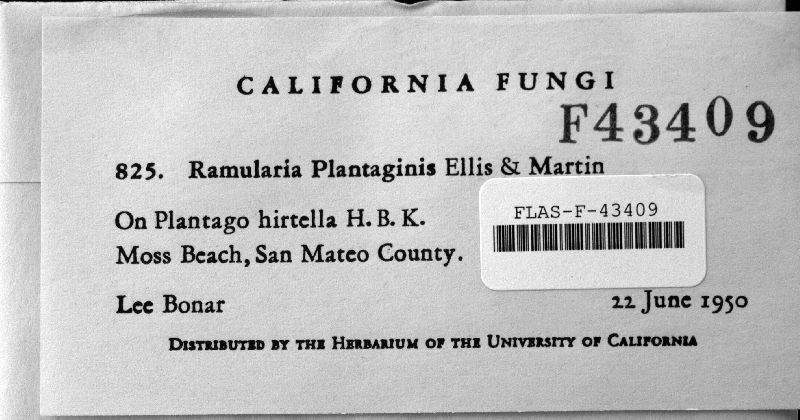 CALIFORNIA FUNGI
F43409
825. Ramularia Plantaginis Ellis & Martin
FLAS-F-43409
On Plantago hirtella H. B. K.
Moss Beach, San Mateo County.
Lee Bonar 22 June 1950
DISTRIBUTED BY THE HERBARIUM OF THE UNIVERSITY OF CALIFORNIA